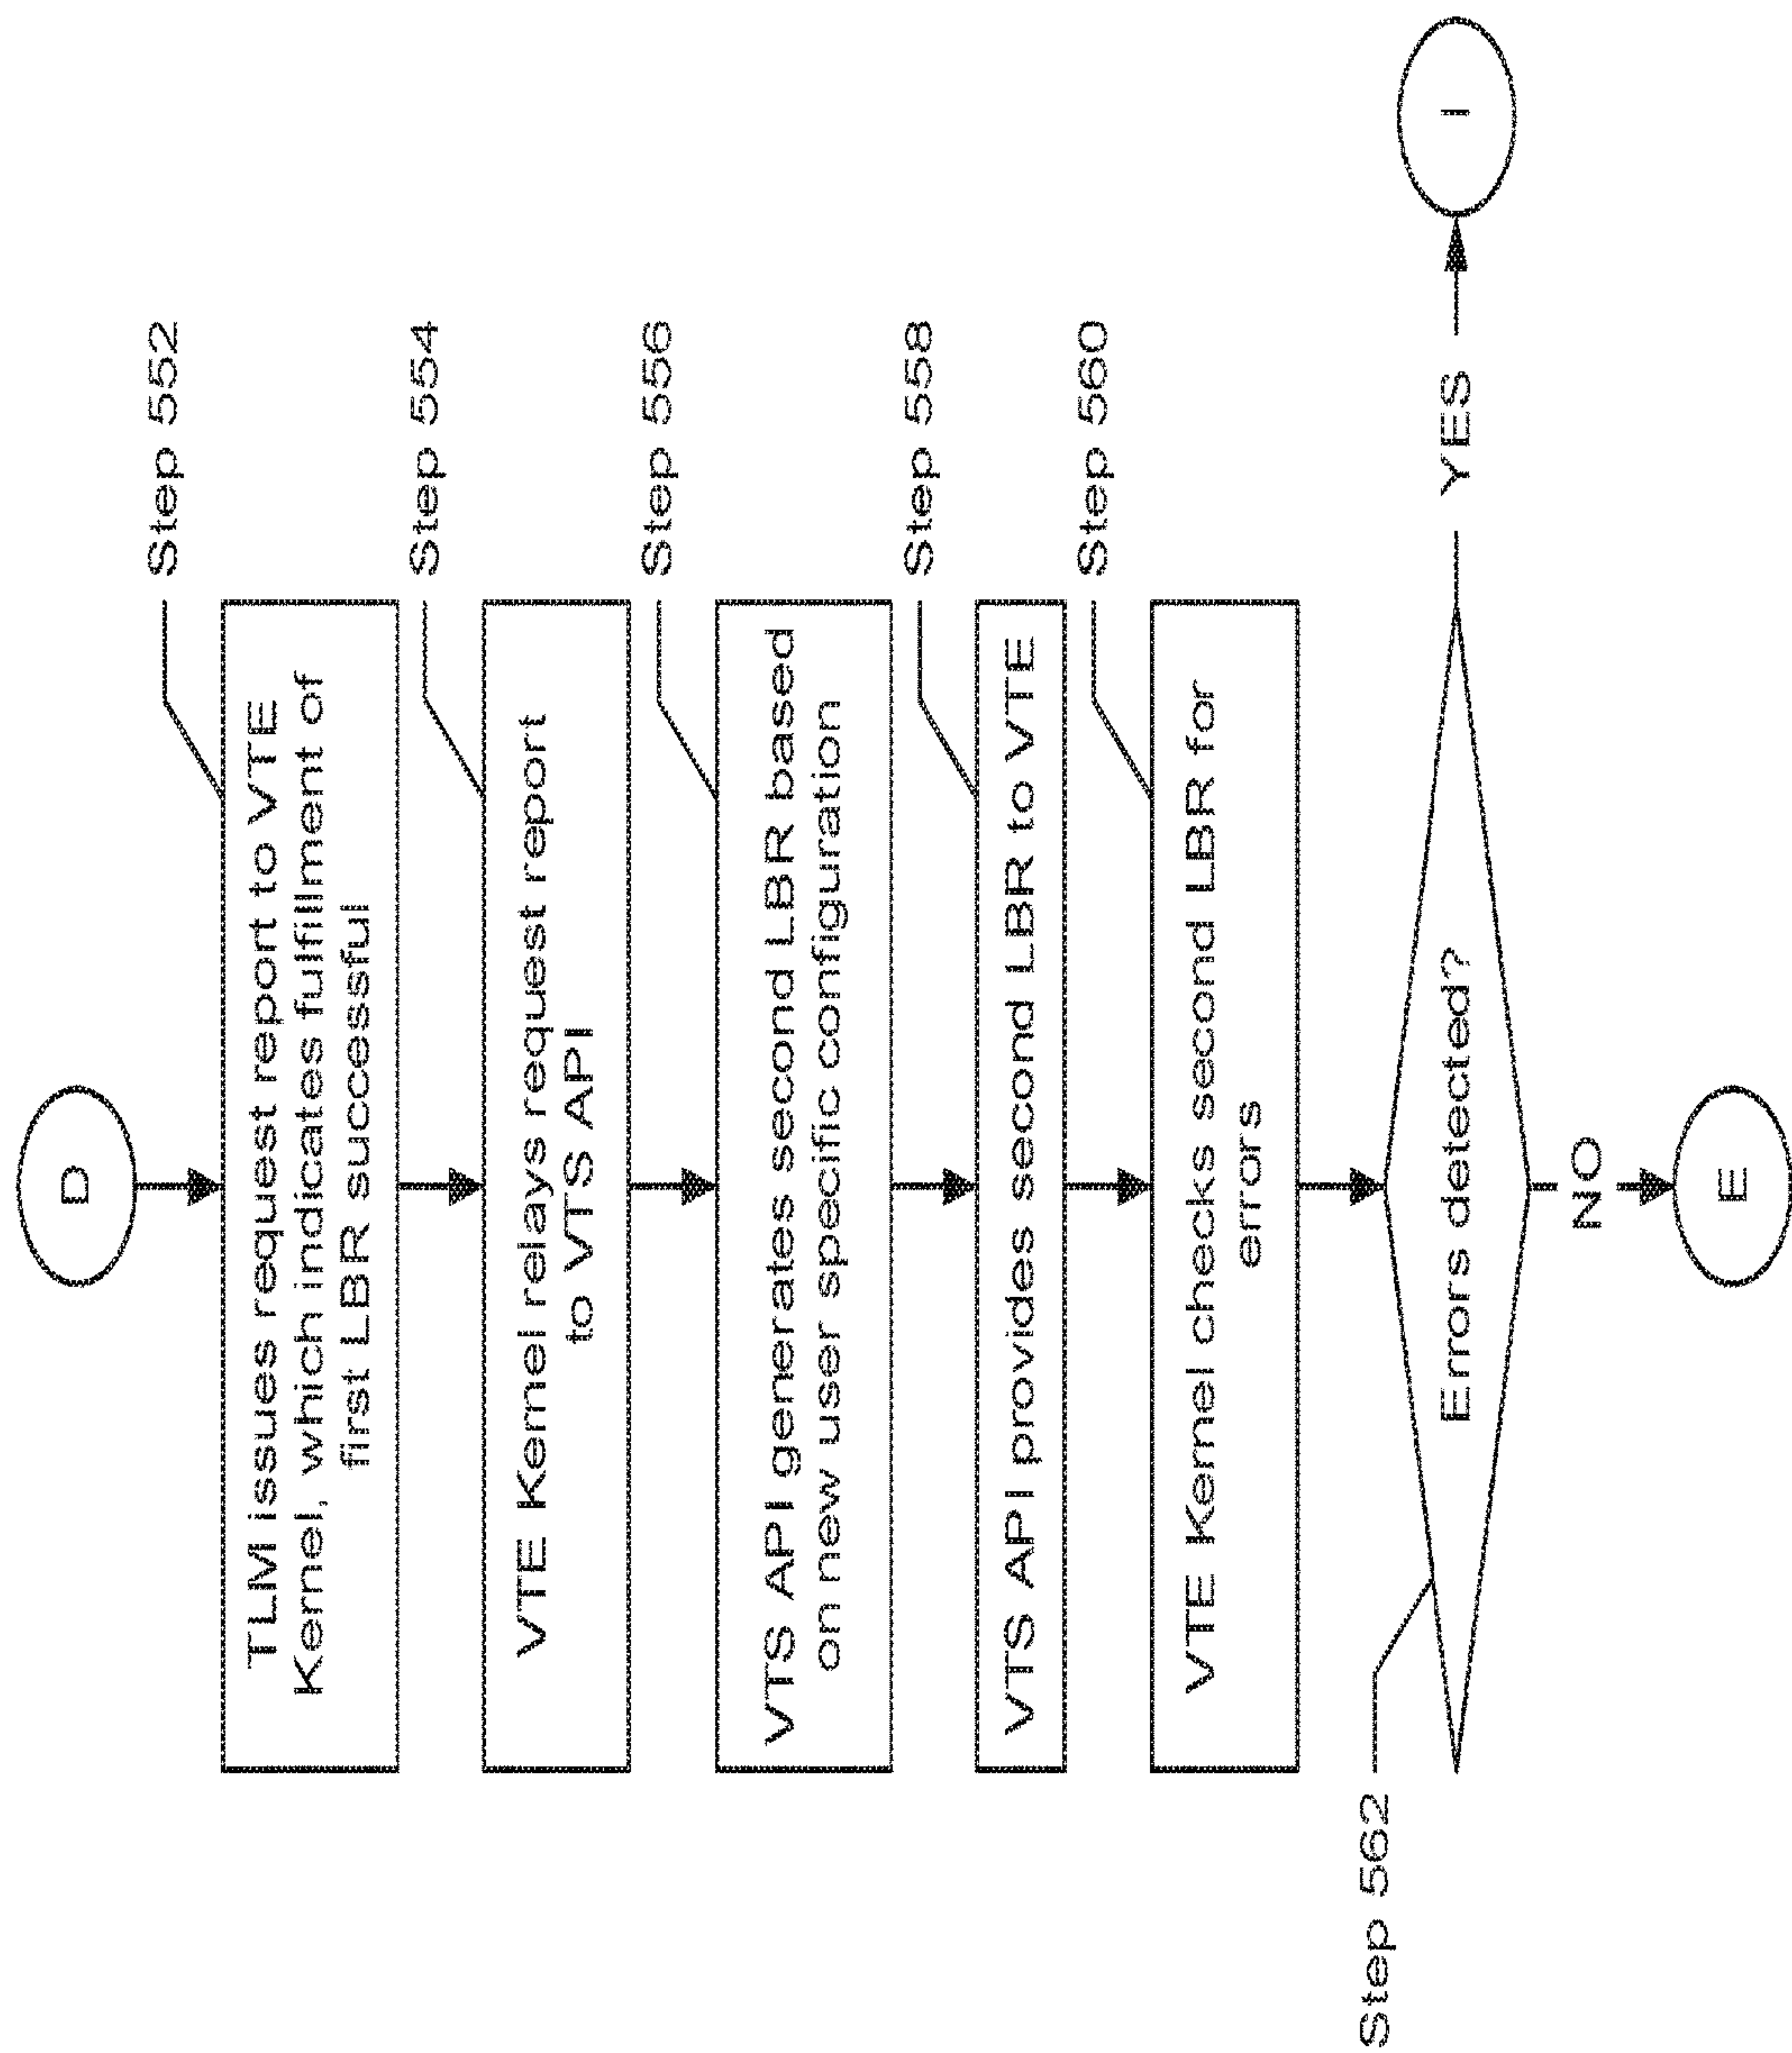 D
Step 552
TLM issues request report to VTE
Kernel, which indicates fulfillment of
first LBR successful
Step 554
VTE Kernel relays request report
to VTS API
Step 556
VTS API generates second LBR based
on new user specific configuration
Step 558
VTS API provides second LBR to VTE
Step 560
VTE Kernel checks second LBR for
errors
Step 562
Errors detected?
YES
I
NO
E